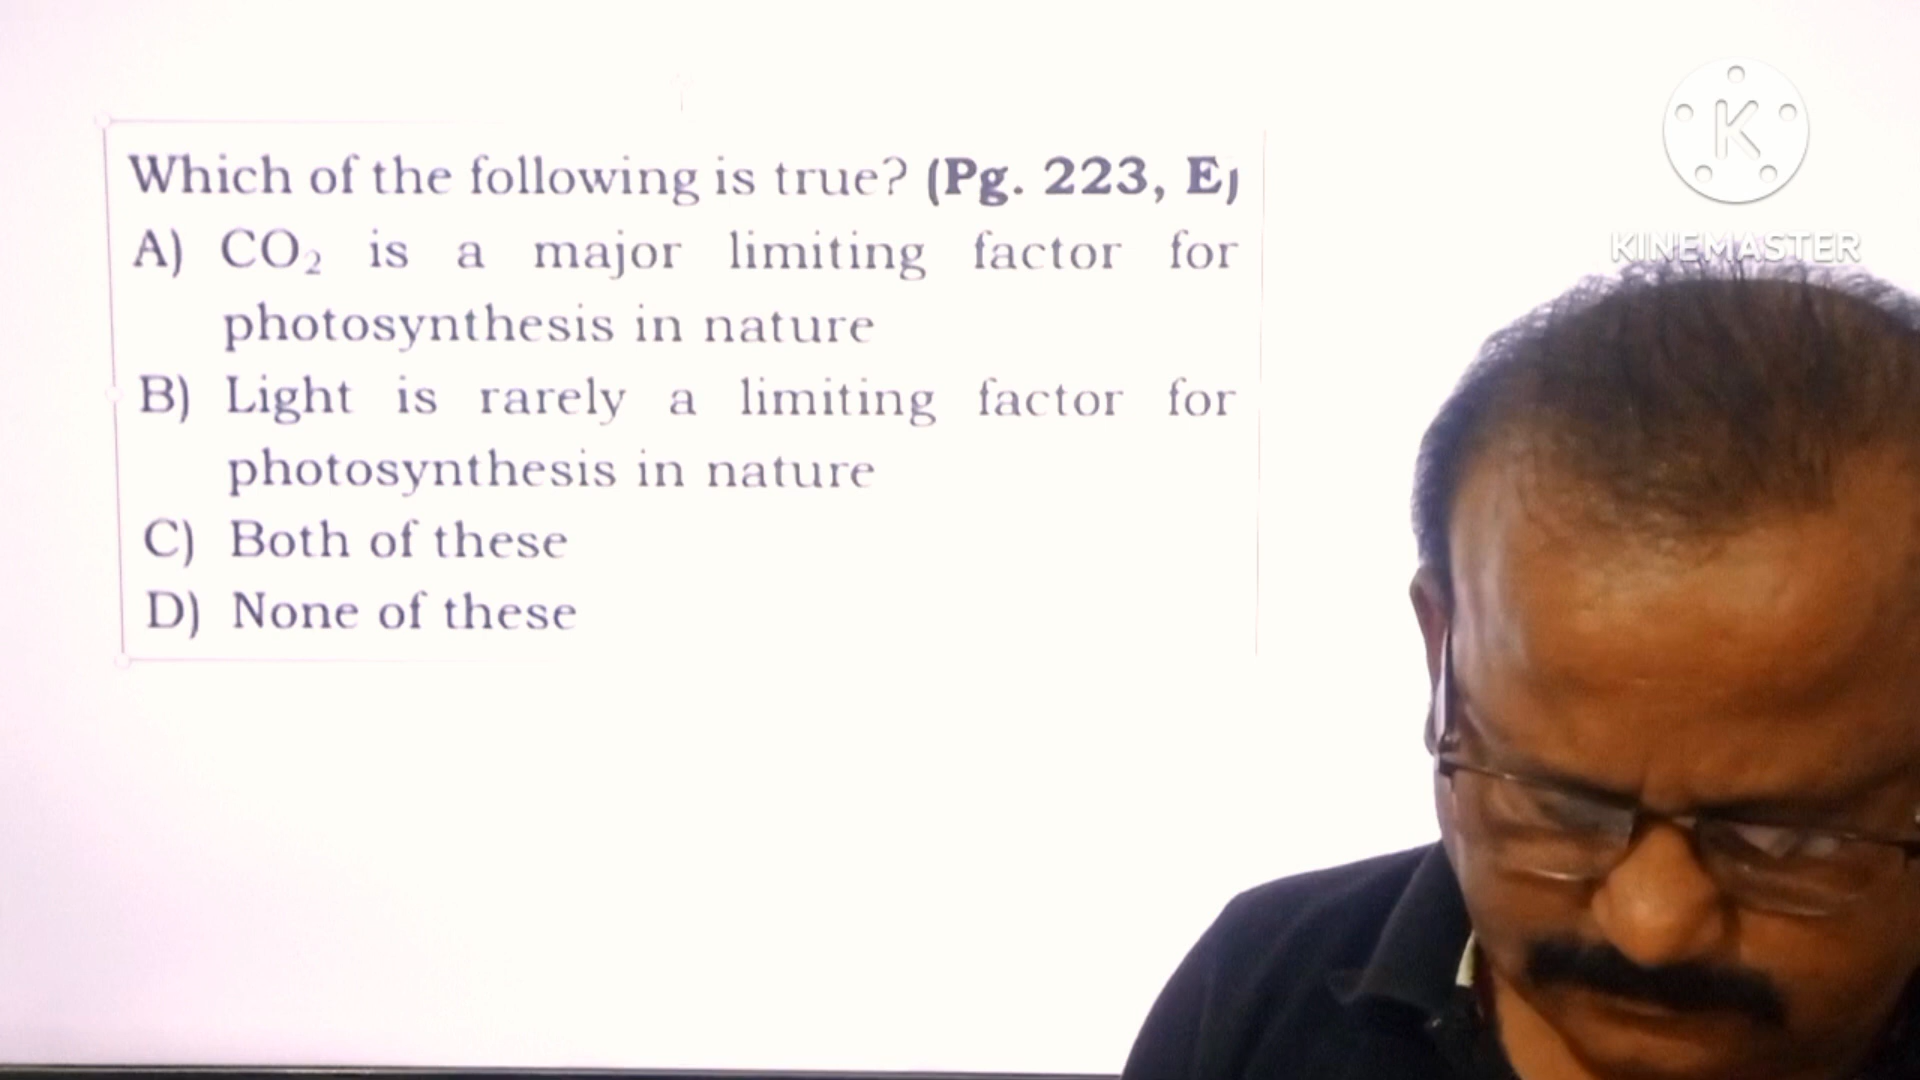 Which of the following is true? (Pg. 223, E)
A) CO₂ is a major limiting factor for
photosynthesis in nature
B) Light is rarely a limiting factor for
photosynthesis in nature
C) Both of these
D) None of these
K
KINEMASTER